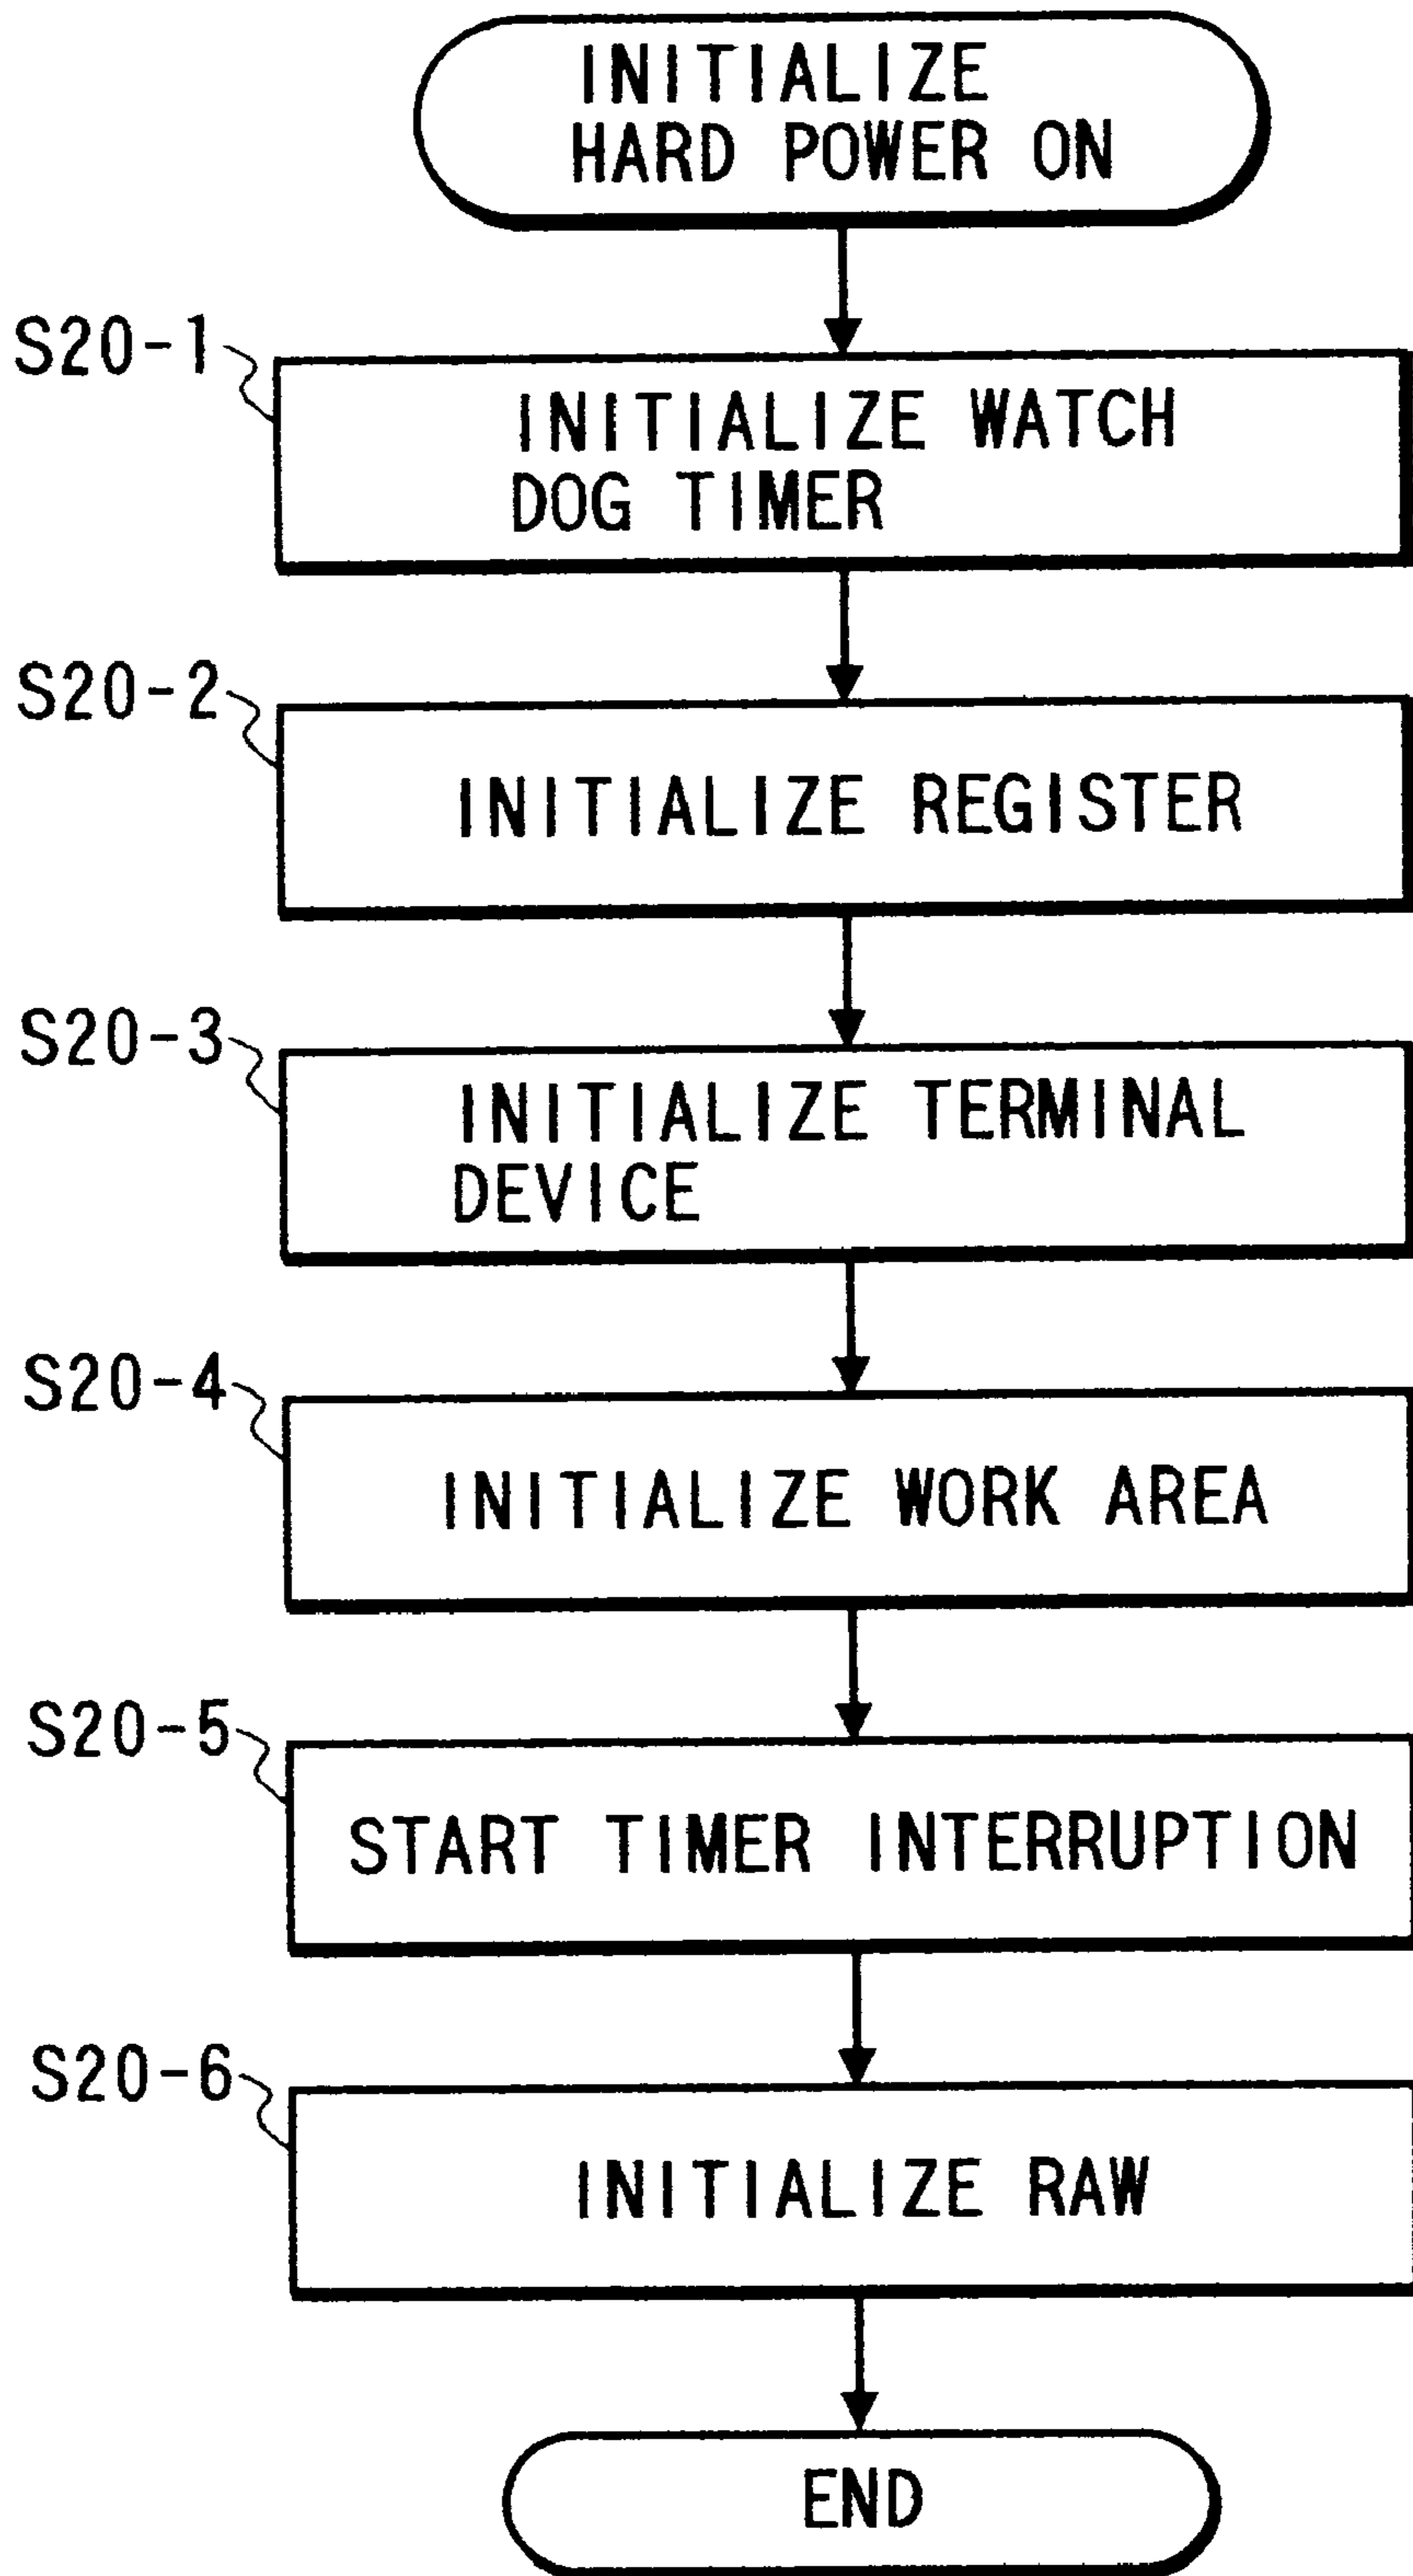 INITIALIZE
HARD POWER ON
S20-1
INITIALIZE WATCH
DOG TIMER
S20-2
INITIALIZE REGISTER
S20-3
INITIALIZE TERMINAL
DEVICE
S20-4
INITIALIZE WORK AREA
S20-5
START TIMER INTERRUPTION
S20-6
INITIALIZE RAW
END